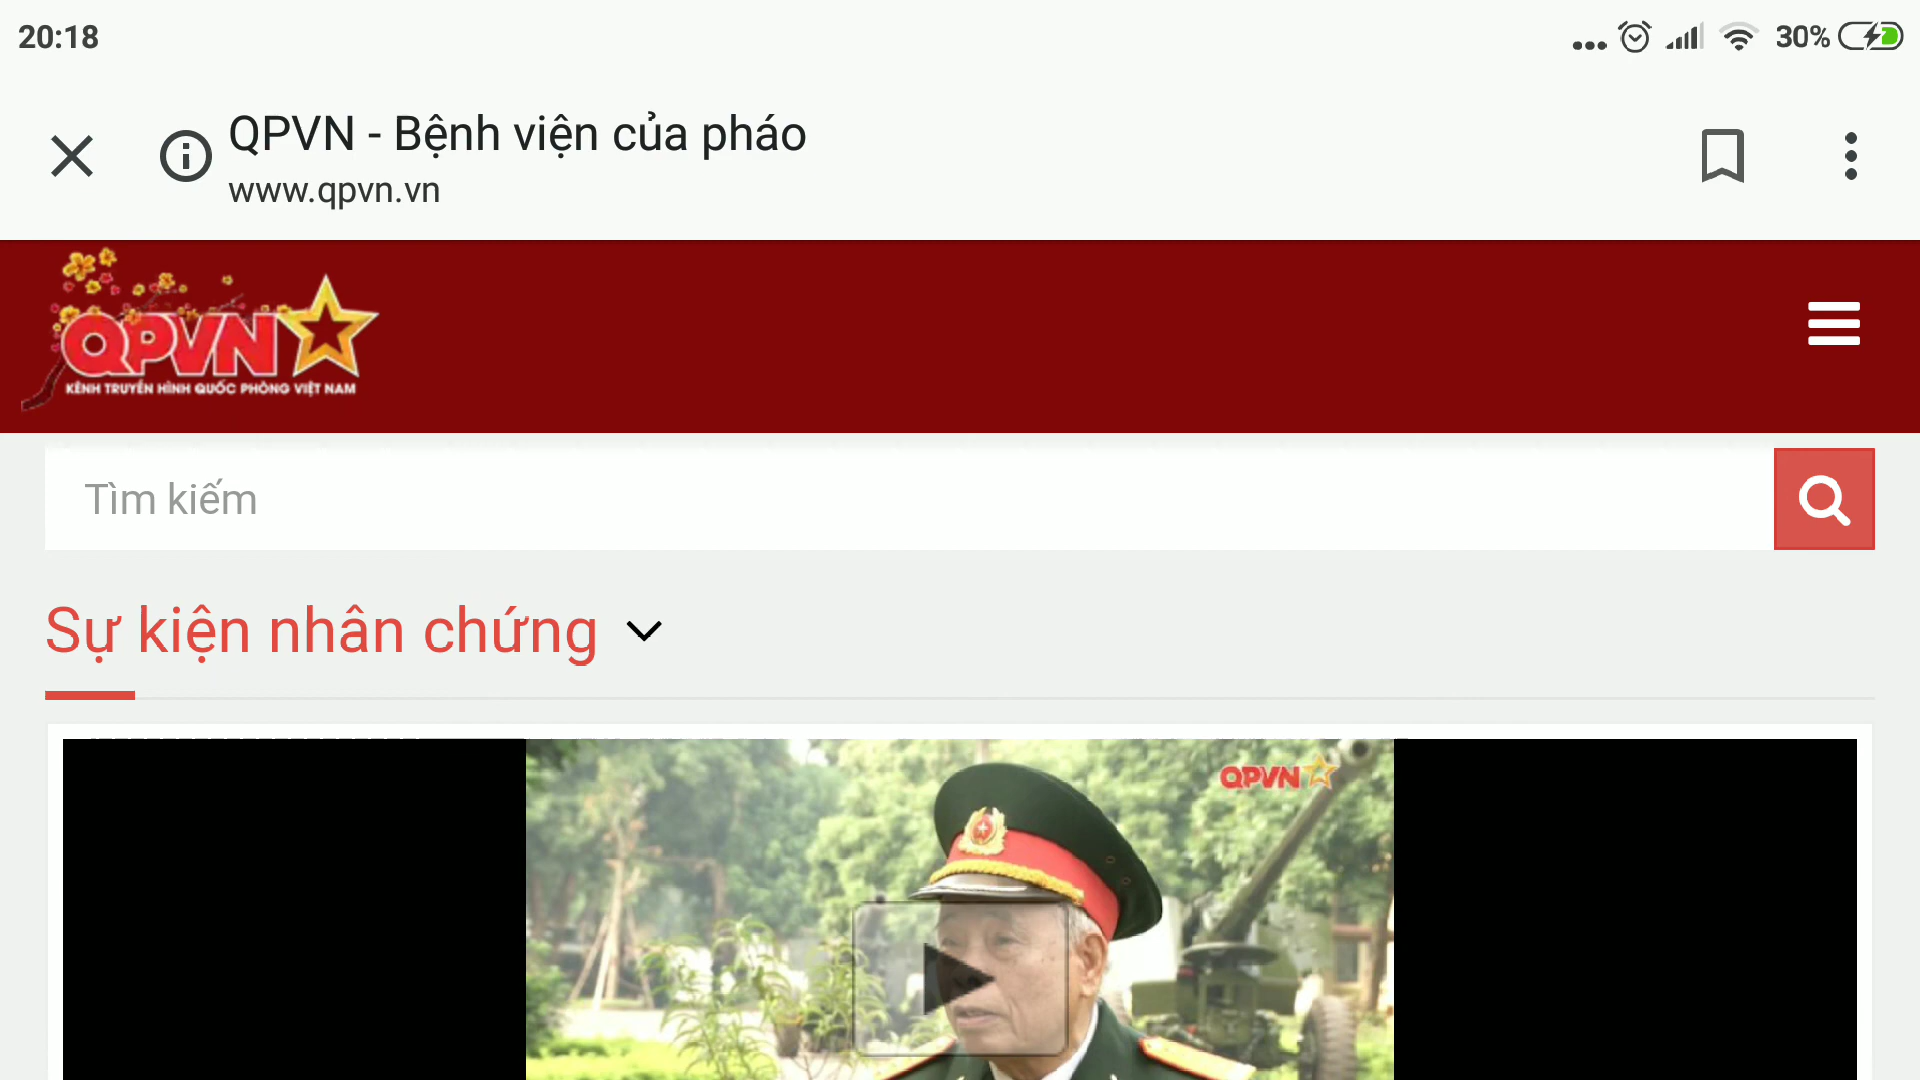 20:18
30%
QPVN - Bệnh viện của pháo
www.qpvn.vn
QPVN
KÊNH TRUYỀN HÌNH QUỐC PHÒNG VIỆT NAM
Tìm kiếm
Sự kiện nhân chứng
QPVN